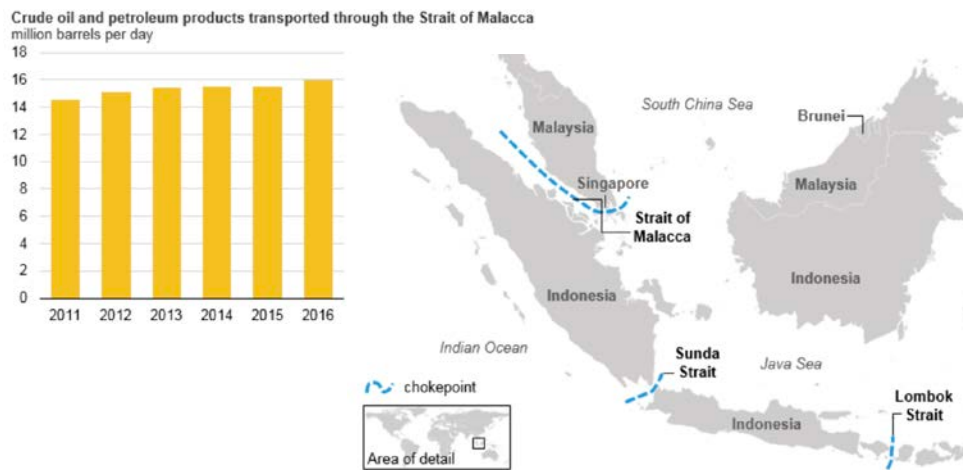 Crude oil and petroleum products transported through the Strait of Malacca
million barrels per day
18
16
14
12
10
8
6
4
2
0
2011 2012 2013 2014 2015 2016
South China Sea
Brunei
Malaysia
Malaysia
Singapore
Strait of
Malacca
Indonesia
Indonesia
Indian Ocean
Sunda
Strait
Java Sea
Lombok
Strait
chokepoint
Indonesia
Area of detail